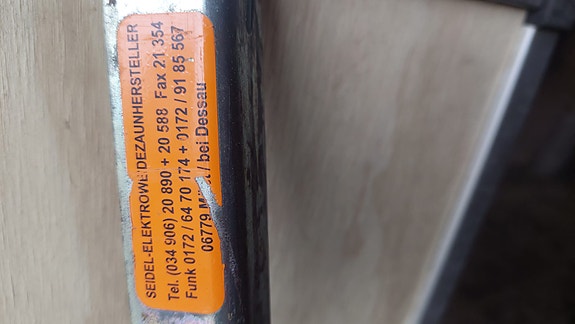 SEIDEL-ELEKTROWEIDEZAUNHERSTELLER
Tel. (034 906) 20 890 + 20 588 Fax 21 354
Funk 0172 / 64 70 174 + 0172 / 91 85 567
06779 / bei Dessau